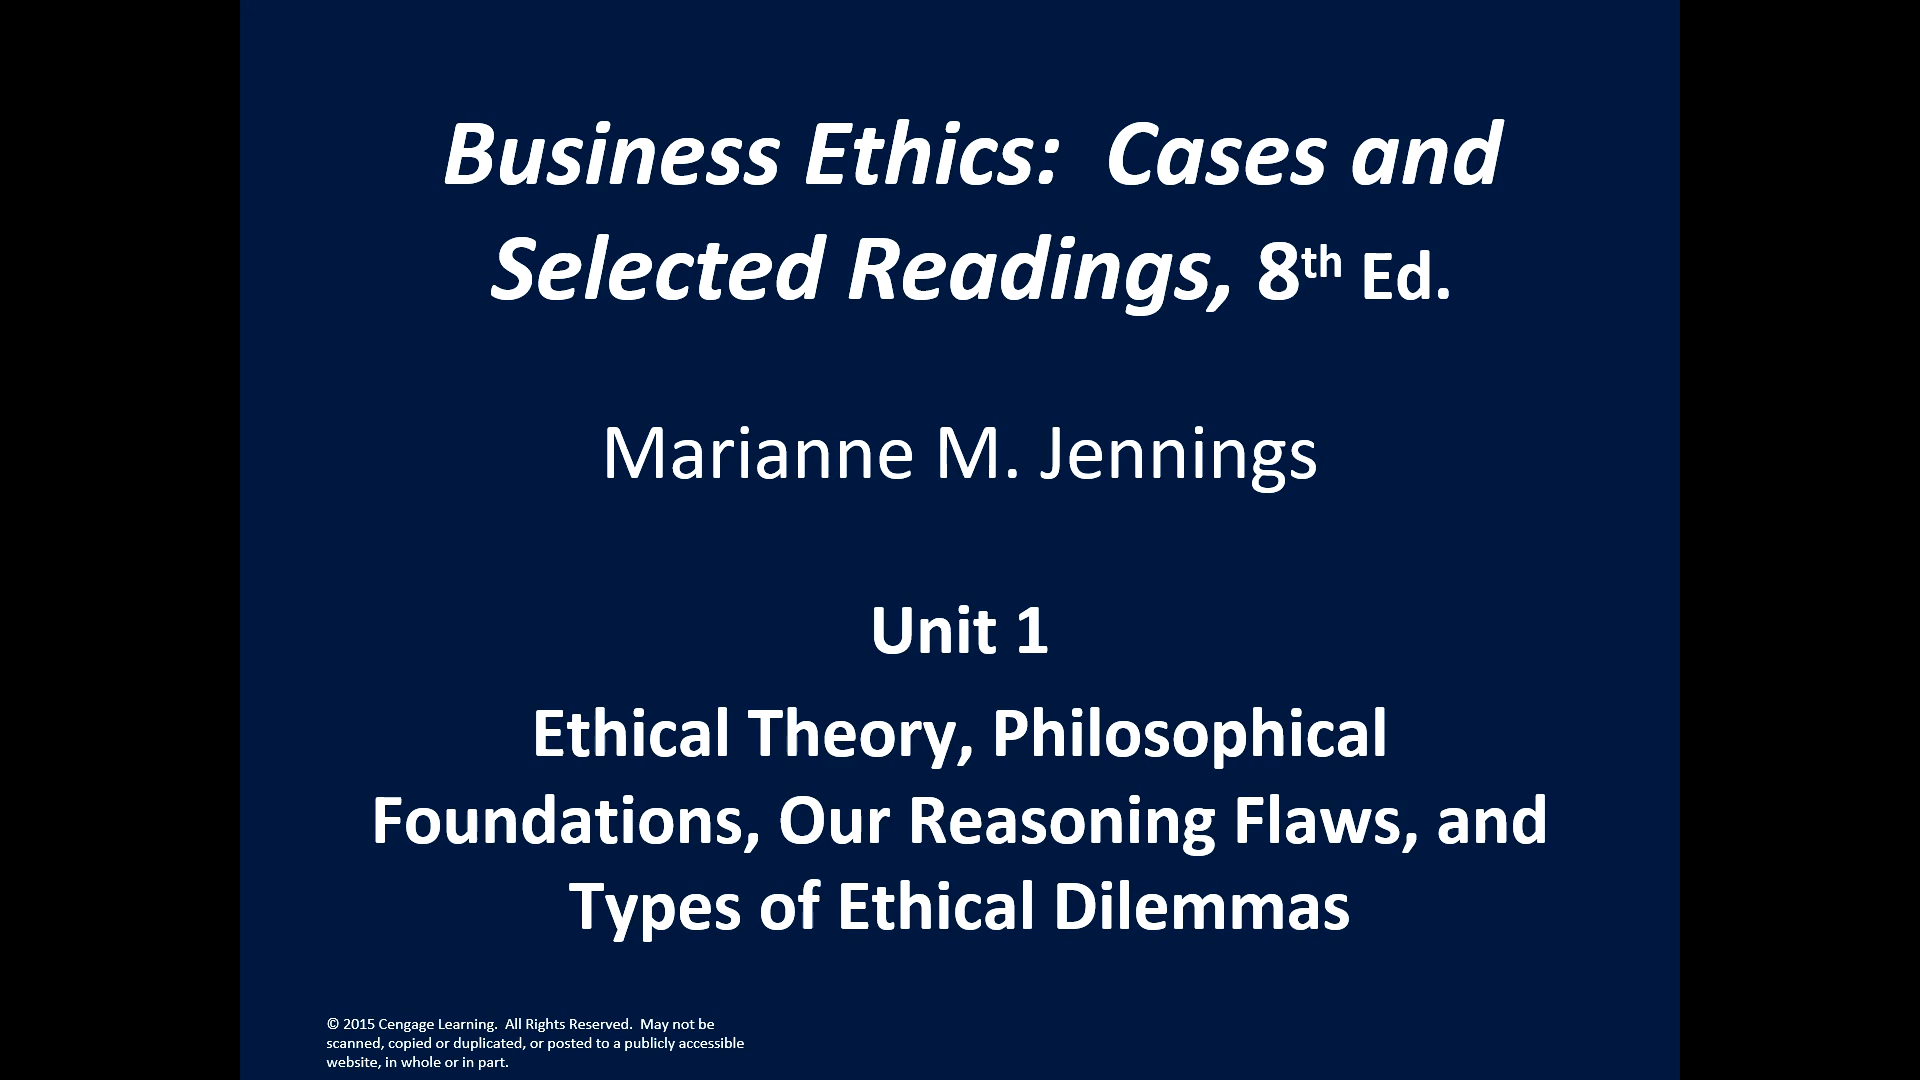 Business Ethics:  Cases and
Selected Readings, 8th Ed.
Marianne M. Jennings
Unit 1
Ethical Theory, Philosophical
Foundations, Our Reasoning Flaws, and
Types of Ethical Dilemmas
© 2015 Cengage Learning.  All Rights Reserved.  May not be
scanned, copied or duplicated, or posted to a publicly accessible
website, in whole or in part.